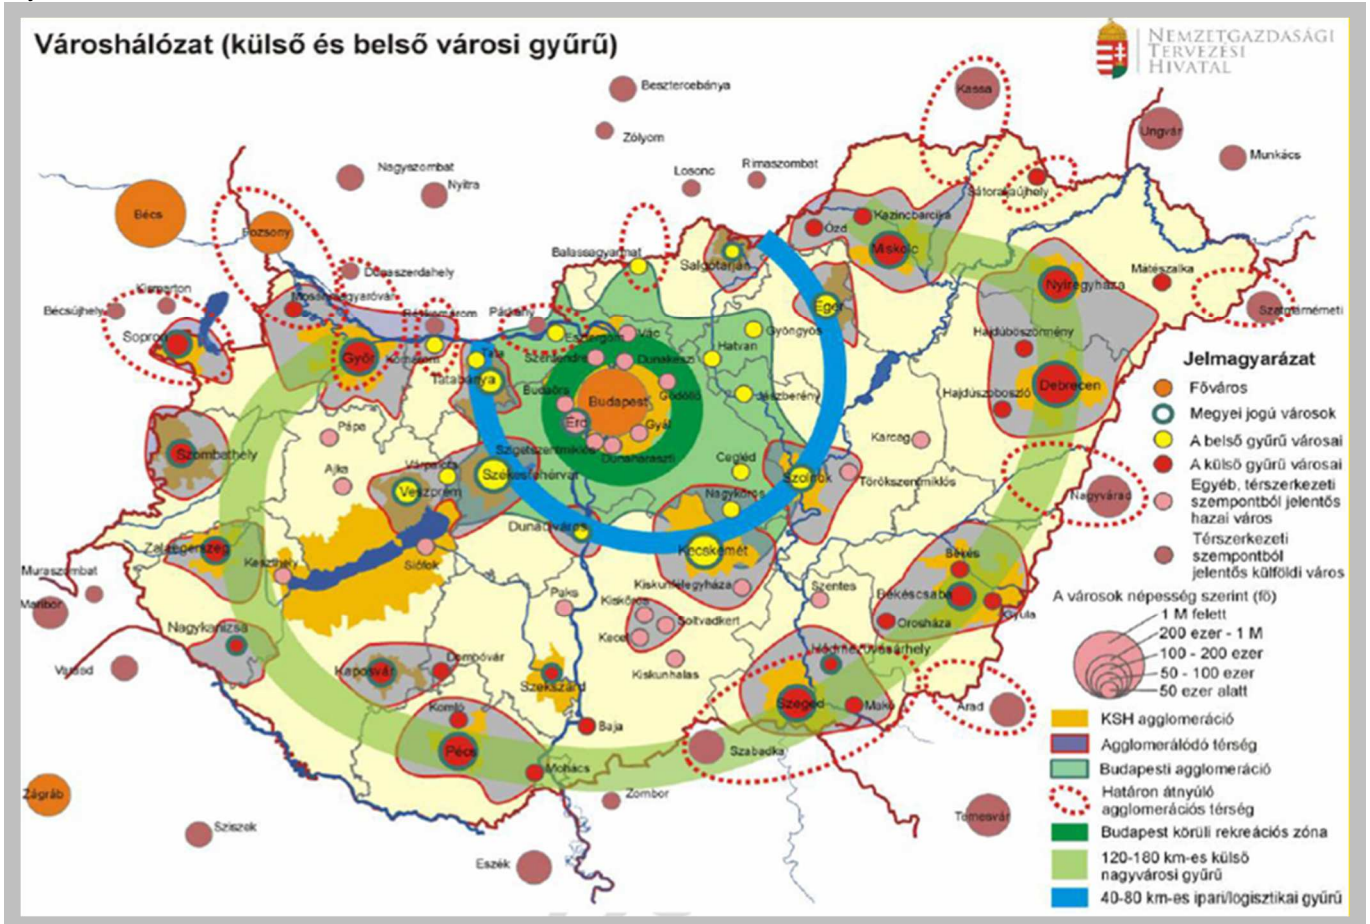 Városhálózat (külső és belső városi gyűrű)
NEMZETGAZDASÁGI
TERVEZÉSI
HIVATAL
Besztercebánya
Kassa
Zólyom
Ungvár
Munkács
Nagyszombat
Nyitra
Losonc
Rimaszombat
Sátoraljaújhely
Bécs
Pozsony
Kazincbarcika
Ózd
Miskolc
Balassagyarmat
Salgótarján
Dunaszerdahely
Nyíregyháza
Mátészalka
Kismarton
Mosonmagyaróvár
Bécsújhely
Révkomárom
Párkány
Eger
Szatmárnémeti
Sopron
Esztergom
Vác
Gyöngyös
Hajdúböszörmény
Győr
Komárom
Tata
Szentendre
Dunakeszi
Hatvan
Tatabánya
Budaörs
Budapest
Gödöllő
Jászberény
Hajdúszoboszló
Debrecen
Érd
Gyál
Pápa
Szigetszentmiklós
Dunaharaszti
Karcag
Szombathely
Ajka
Várpalota
Székesfehérvár
Cegléd
Szolnok
Törökszentmiklós
Veszprém
Nagykőrös
Nagyvárad
Dunaújváros
Zalaegerszeg
Keszthely
Siófok
Kecskemét
Békés
Muraszombat
Maribor
Paks
Kiskunfélegyháza
Szentes
Békéscsaba
Kiskőrös
Gyula
Soltvadkert
Orosháza
Nagykanizsa
Kecel
Hódmezővásárhely
Varasd
Kaposvár
Dombóvár
Szekszárd
Kiskunhalas
Komló
Szeged
Makó
Arad
Baja
Pécs
Szabadka
Mohács
Zágráb
Zombor
Temesvár
Sziszek
Eszék
Jelmagyarázat
Főváros
Megyei jogú városok
A belső gyűrű városai
A külső gyűrű városai
Egyéb, térszerkezeti
szempontból jelentős
hazai város
Térszerkezeti
szempontból
jelentős külföldi város
A városok népesség szerint (fő)
1 M felett
200 ezer - 1 M
100 - 200 ezer
50 - 100 ezer
50 ezer alatt
KSH agglomeráció
Agglomerálódó térség
Budapesti agglomeráció
Határon átnyúló
agglomerációs térség
Budapest körüli rekreációs zóna
120-180 km-es külső
nagyvárosi gyűrű
40-80 km-es ipari/logisztikai gyűrű